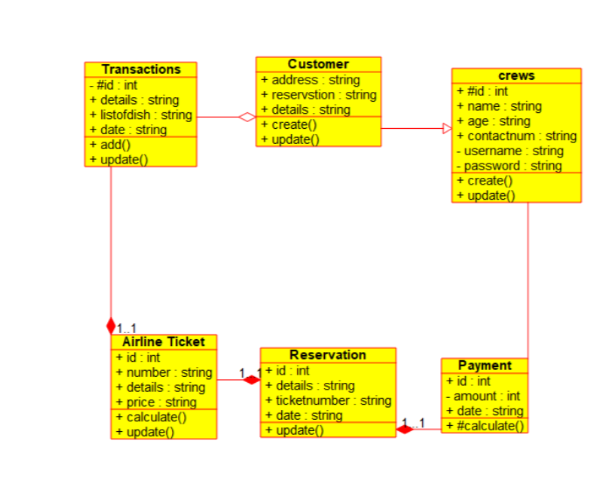 Transactions
- #id : int
+ details : string
+ listofdish : string
+ date : string
+ add()
+ update()
Customer
+ address : string
+ reservstion : string
+ details : string
+ create()
+ update()
crews
+ #id : int
+ name : string
+ age : string
+ contactnum : string
- username : string
- password : string
+ create()
+ update()
1..1
Airline Ticket
+ id : int
+ number : string
+ details : string
+ price : string
+ calculate()
+ update()
1..1
Reservation
+ id : int
+ details : string
+ ticketnumber : string
+ date : string
+ update()
1..1
Payment
+ id : int
- amount : int
+ date : string
+ #calculate()